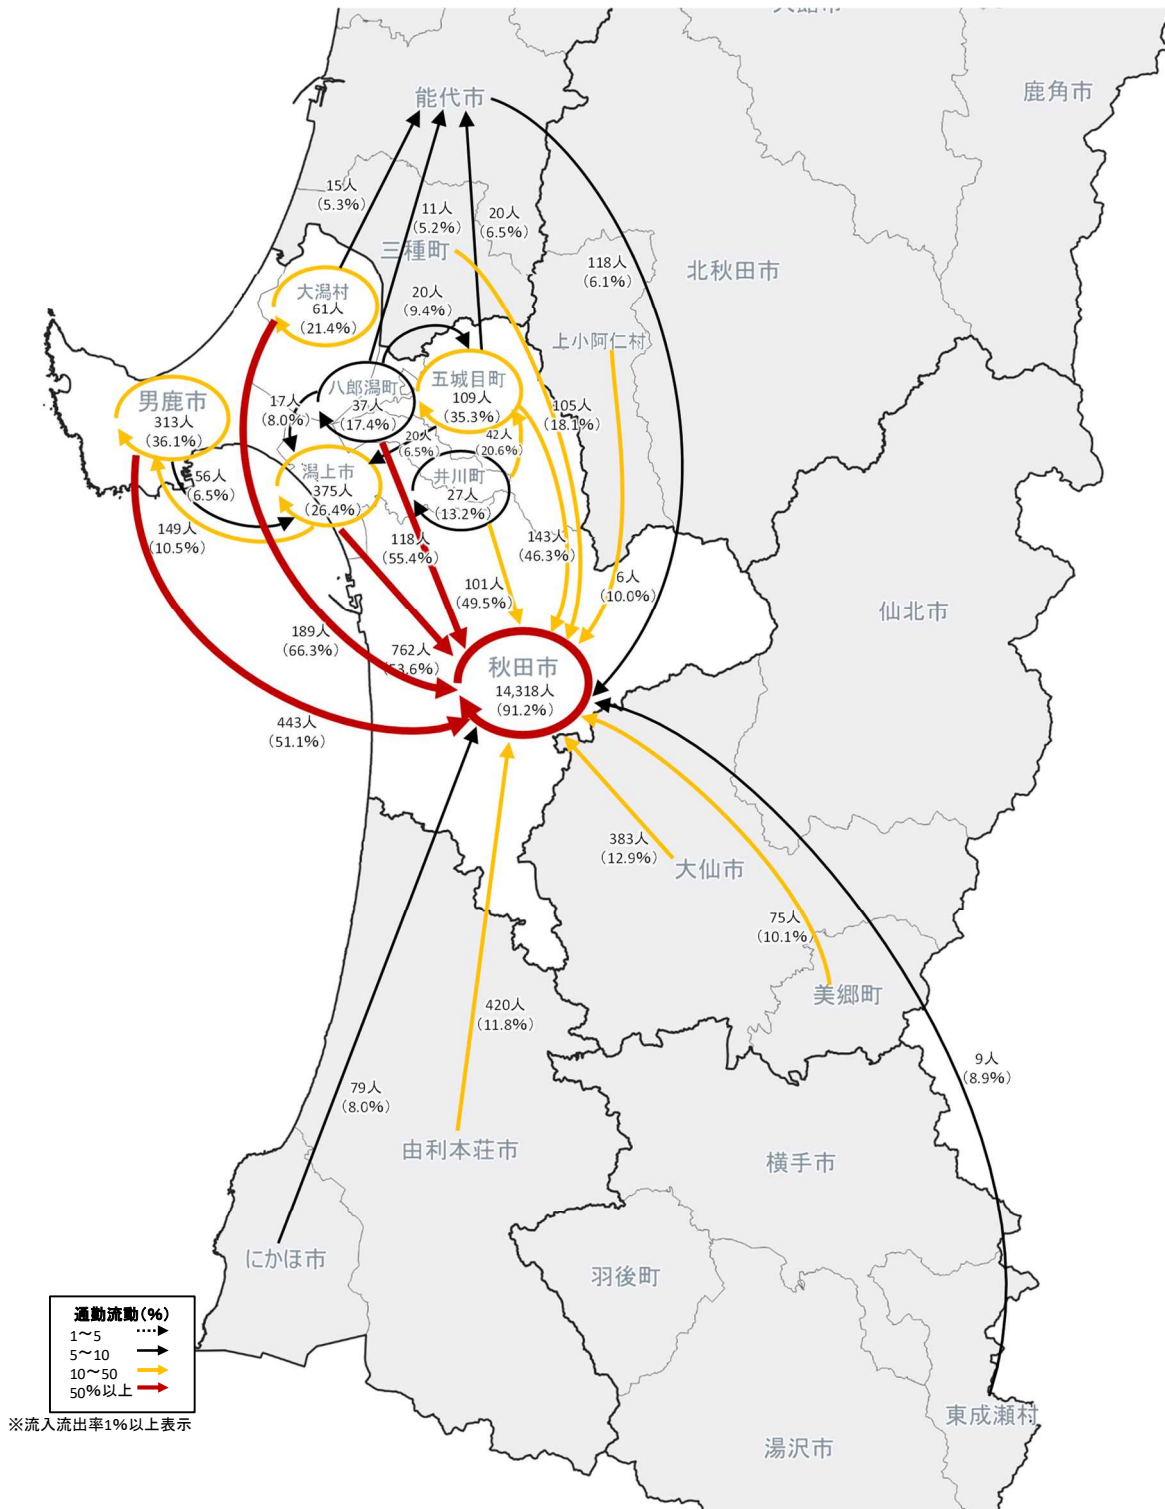 能代市
鹿角市
15人
(5.3%)
11人
(5.2%)
20人
(6.5%)
三種町
118人
(6.1%)
北秋田市
大潟村
61人
(21.4%)
20人
(9.4%)
上小阿仁村
男鹿市
313人
(36.1%)
八郎潟町
37人
(17.4%)
五城目町
109人
(35.3%)
17人
(8.0%)
105人
(18.1%)
20人
(6.5%)
42人
(20.6%)
56人
(6.5%)
潟上市
375人
(26.4%)
井川町
27人
(13.2%)
149人
(10.5%)
118人
(55.4%)
143人
(46.3%)
101人
(49.5%)
6人
(10.0%)
仙北市
189人
(66.3%)
762人
(53.6%)
秋田市
14,318人
(91.2%)
443人
(51.1%)
383人
(12.9%)
大仙市
75人
(10.1%)
美郷町
420人
(11.8%)
9人
(8.9%)
79人
(8.0%)
由利本荘市
横手市
にかほ市
羽後町
通勤流動(%)
1～5
5～10
10～50
50%以上
※流入流出率1%以上表示
東成瀬村
湯沢市